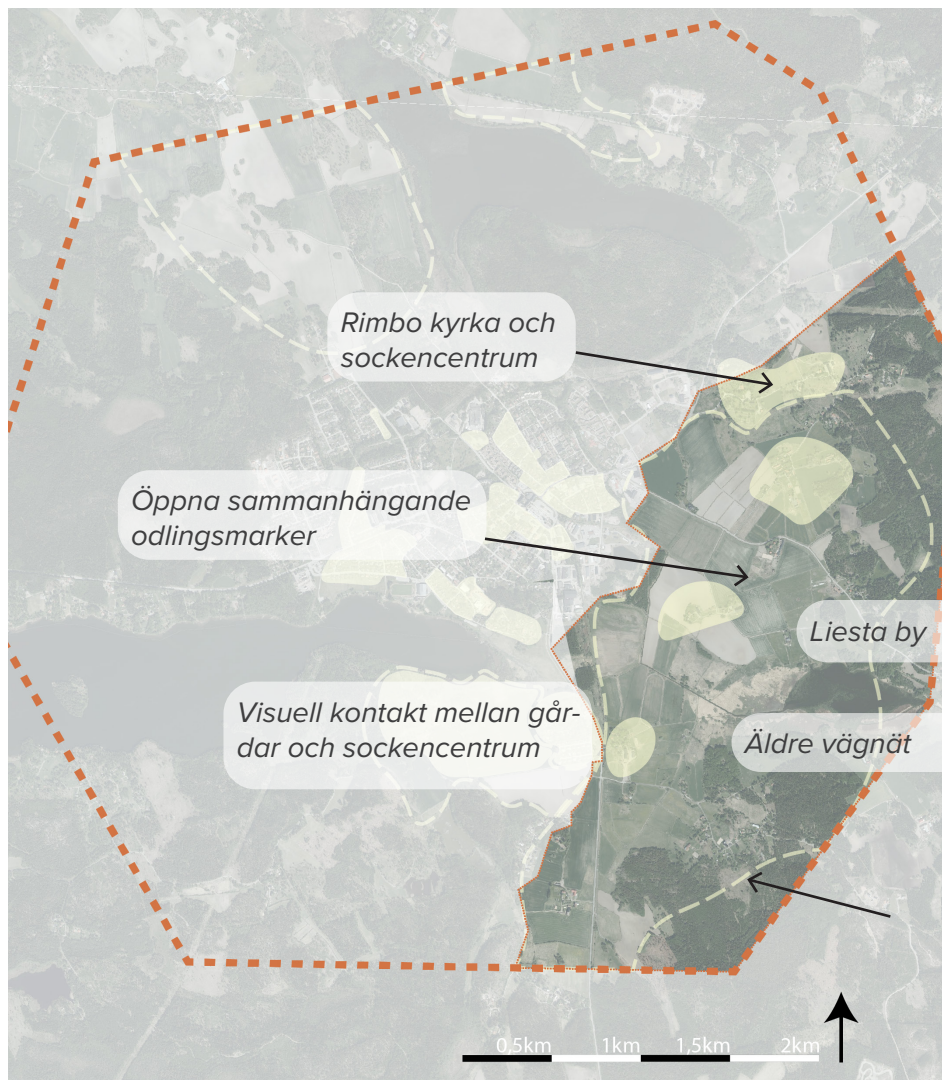 Rimbo kyrka och
sockencentrum
Öppna sammanhängande
odlingsmarker
Liesta by
Visuell kontakt mellan går-
dar och sockencentrum
Äldre vägnät
0,5km 1km 1,5km 2km